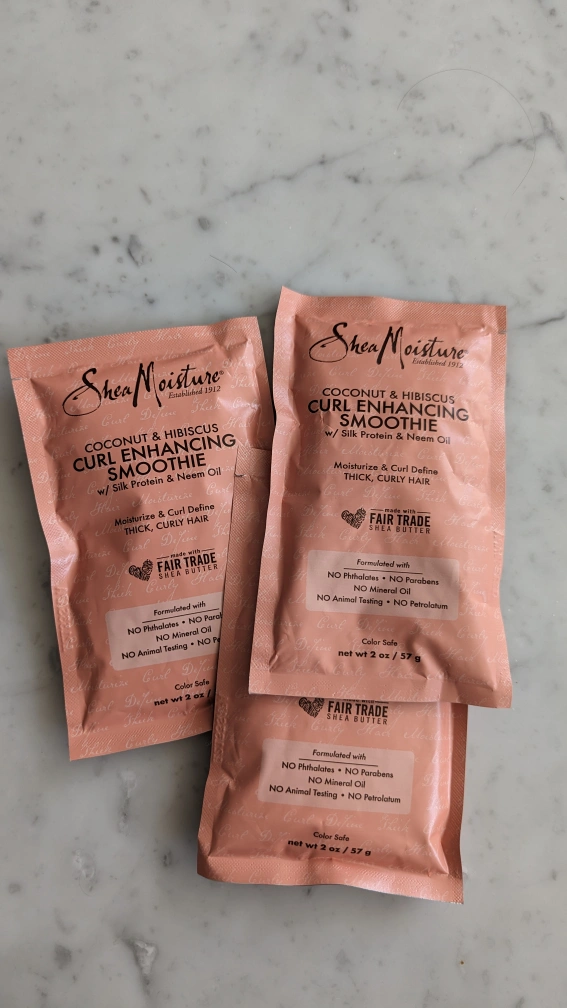 SheaMoisture®
Established 1912
COCONUT & HIBISCUS
CURL ENHANCING
SMOOTHIE
w/ Silk Protein & Neem Oil
Moisturize & Curl Define
THICK, CURLY HAIR
made with
FAIR TRADE
SHEA BUTTER
Formulated with
NO Phthalates • NO Para
NO Mineral Oil
NO Animal Testing • NO Pe
Color Safe
net wt 2 oz /
SheaMoisture
Established 1912
COCONUT & HIBISCUS
CURL ENHANCING
SMOOTHIE
w/ Silk Protein & Neem Oil
Moisturize & Curl Define
THICK, CURLY HAIR
made with
FAIR TRADE
SHEA BUTTER
Formulated with
NO Phthalates • NO Parabens
NO Mineral Oil
NO Animal Testing • NO Petrolatum
Color Safe
net wt 2 oz / 57 g
FAIR TRADE
SHEA BUTTER
Formulated with
NO Phthalates • NO Parabens
NO Mineral Oil
NO Animal Testing • NO Petrolatum
Color Safe
net wt 2 oz / 57 g